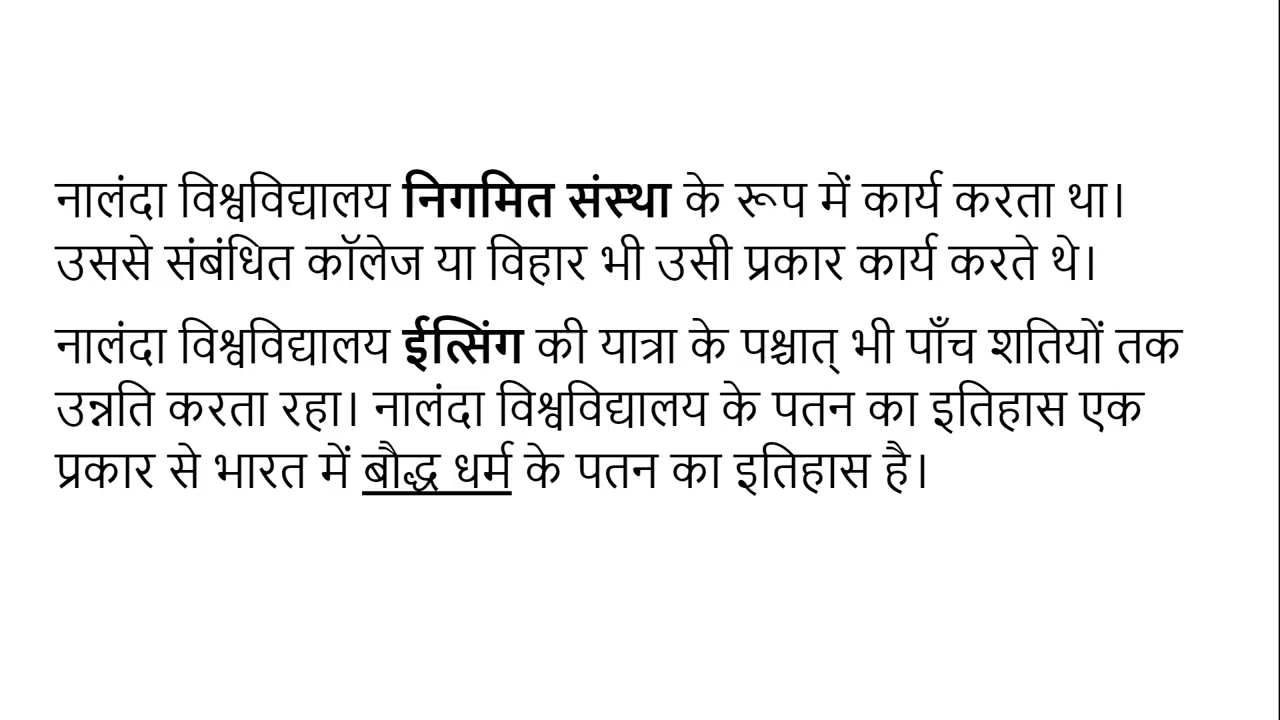 नालंदा विश्वविद्यालय निगमित संस्था के रूप में कार्य करता था।
उससे संबंधित कॉलेज या विहार भी उसी प्रकार कार्य करते थे।
नालंदा विश्वविद्यालय ईत्सिंग की यात्रा के पश्चात् भी पाँच शतियों तक
उन्नति करता रहा। नालंदा विश्वविद्यालय के पतन का इतिहास एक
प्रकार से भारत में बौद्ध धर्म के पतन का इतिहास है।